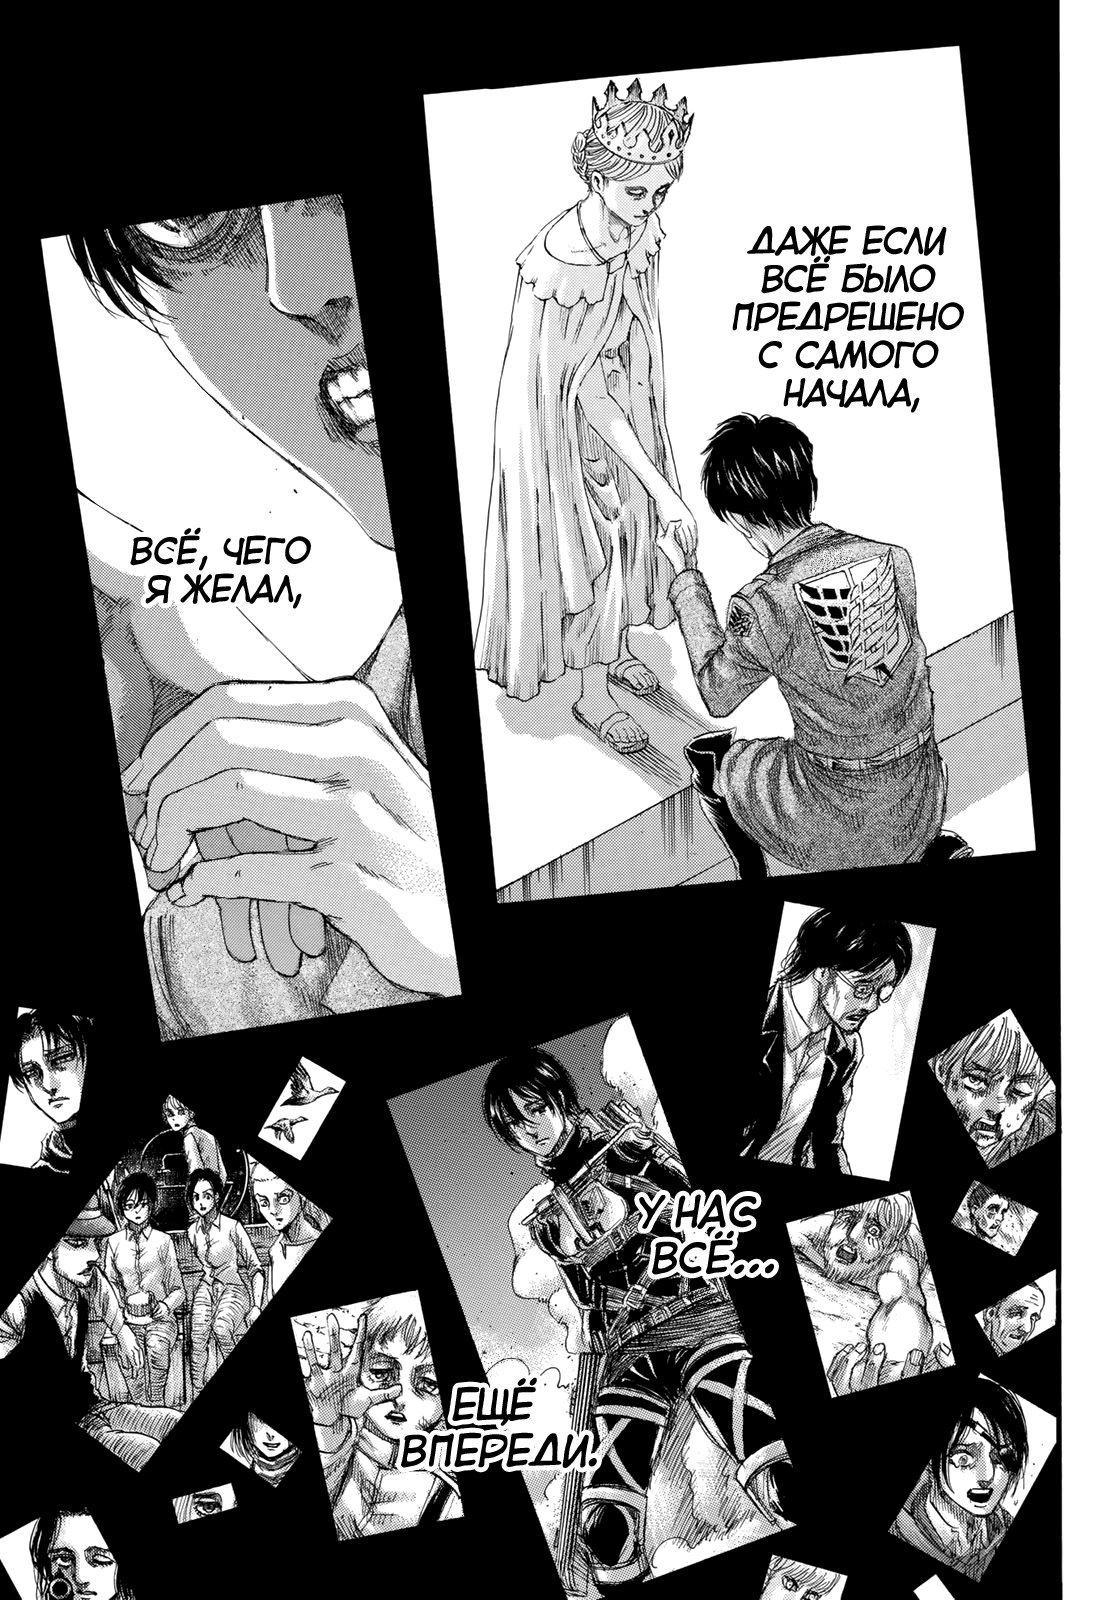 ДАЖЕ ЕСЛИ
ВСЁ БЫЛО
ПРЕДРЕШЕНО
С САМОГО
НАЧАЛА,
ВСЁ, ЧЕГО
Я ЖЕЛАЛ,
У НАС
ВСЁ...
ЕЩЁ
ВПЕРЕДИ.